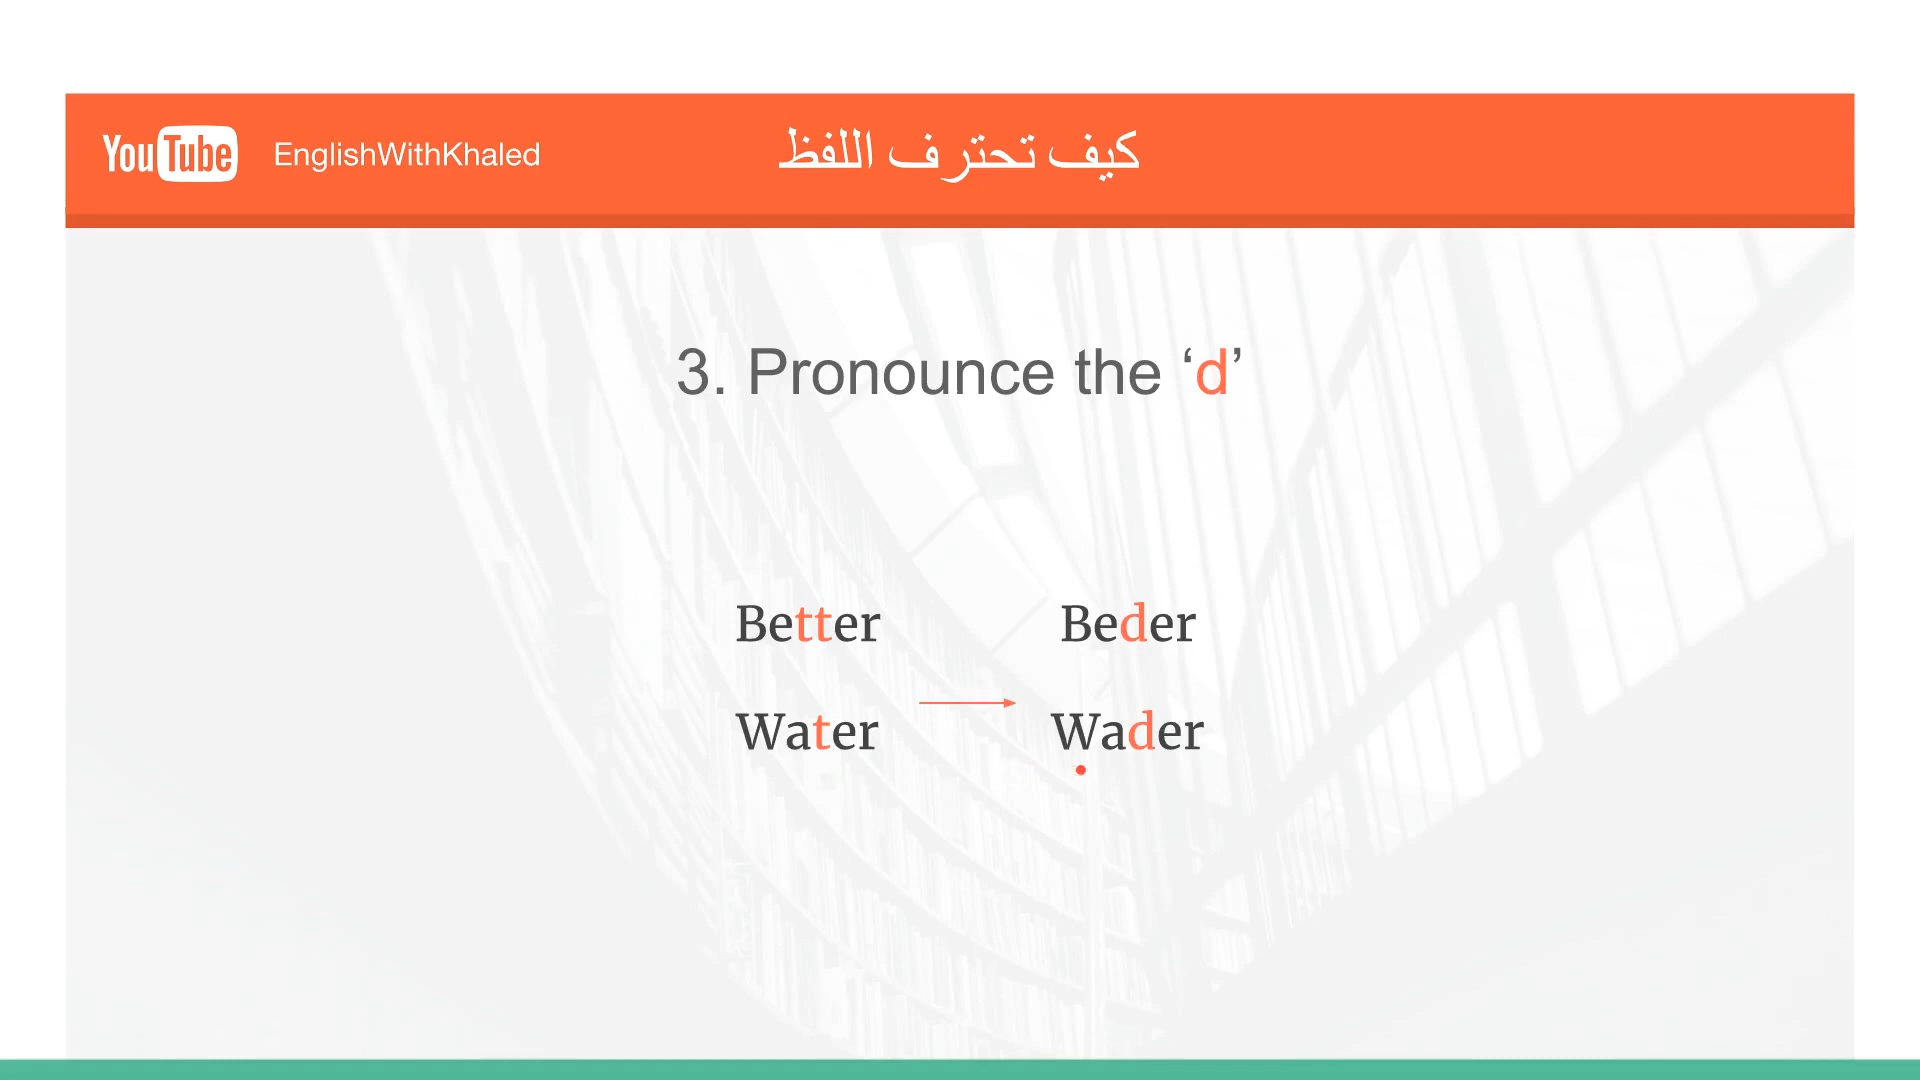 YouTube EnglishWithKhaled
كيف تحترف اللفظ
3. Pronounce the ‘d’
Better Beder
Water Wader